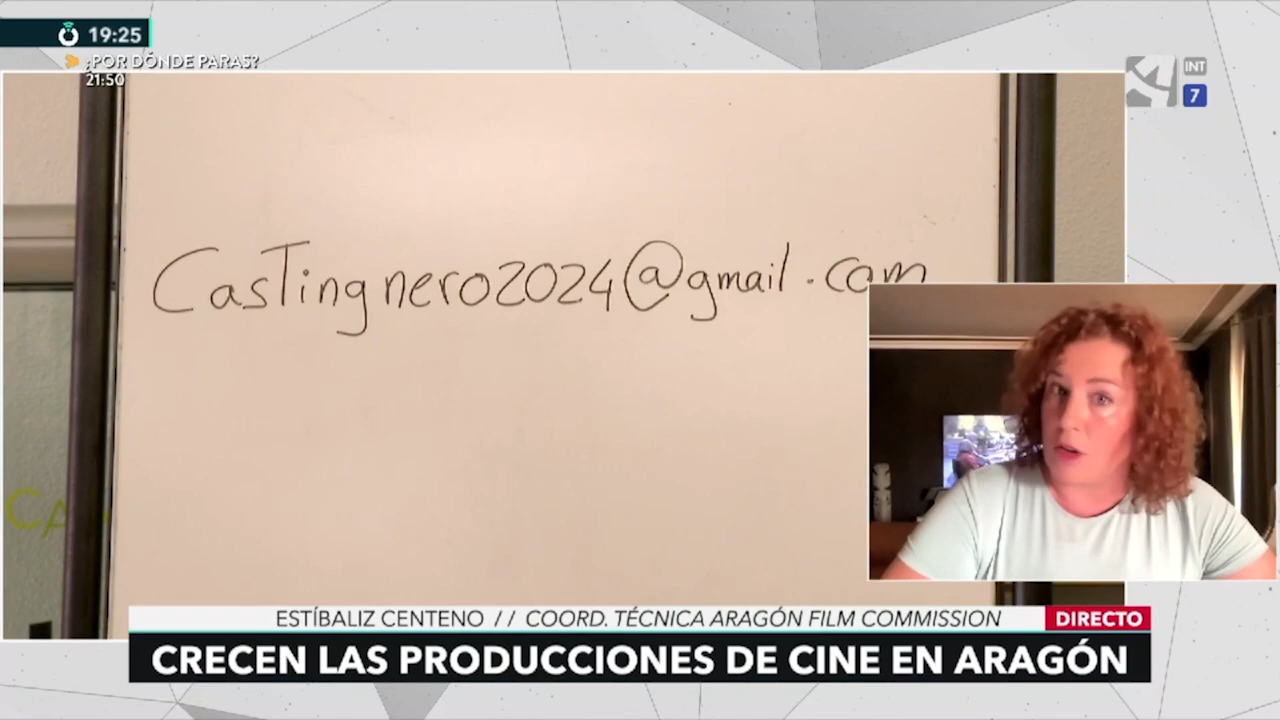 19:25
¿POR DÓNDE PARAS?
21:50
INT
7
CasTingnero2024@gmail.com
CA
ESTÍBALIZ CENTENO // COORD. TÉCNICA ARAGÓN FILM COMMISSION
DIRECTO
CRECEN LAS PRODUCCIONES DE CINE EN ARAGÓN